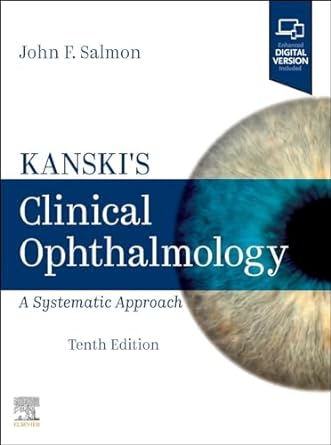 John F. Salmon
Enhanced
DIGITAL
VERSION
Included
KANSKI'S
Clinical
Ophthalmology
A Systematic Approach
Tenth Edition
ELSEVIER